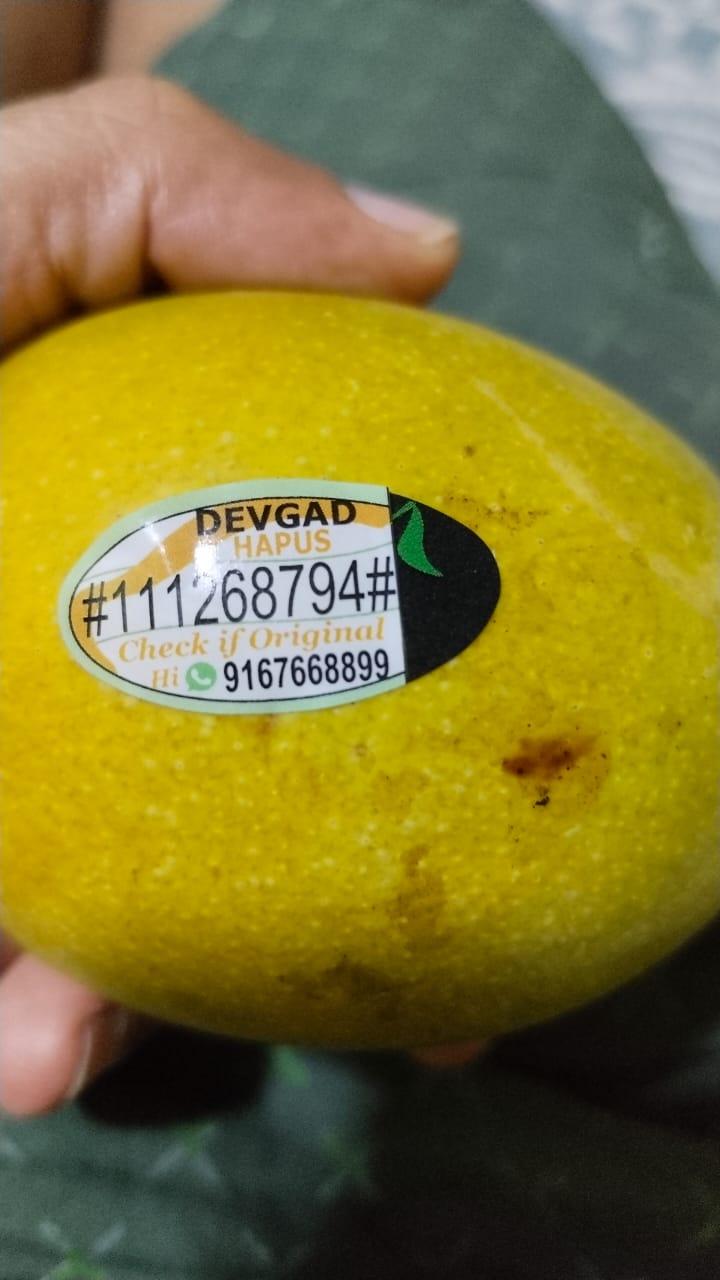 DEVGAD
HAPUS
#111268794#
Check if Original
Hi 9167668899